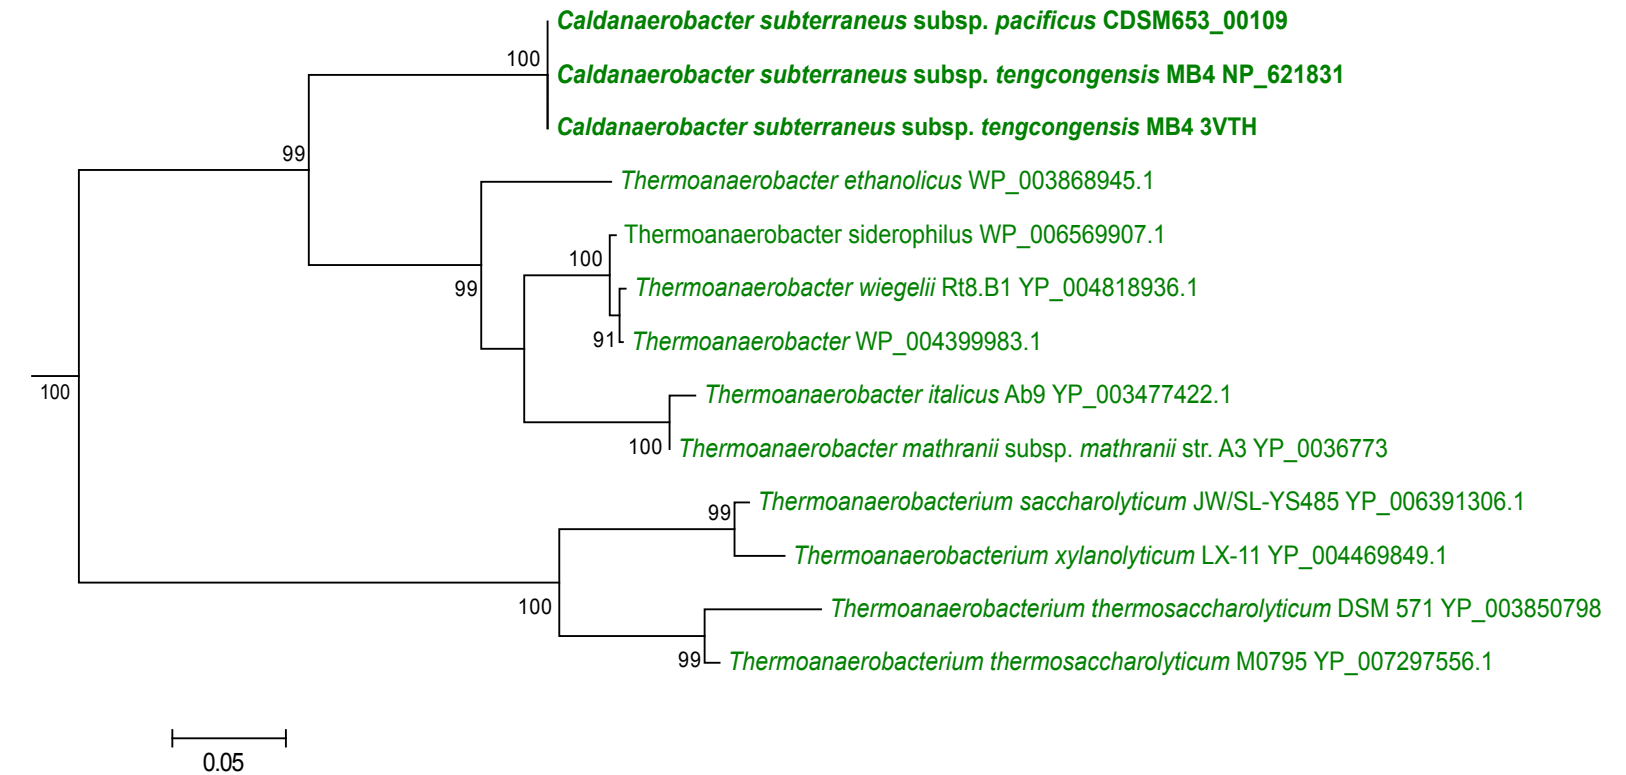 Caldanaerobacter subterraneus subsp. pacificus CDSM653_00109
100
Caldanaerobacter subterraneus subsp. tengcongensis MB4 NP_621831
Caldanaerobacter subterraneus subsp. tengcongensis MB4 3VTH
99
Thermoanaerobacter ethanolicus WP_003868945.1
Thermoanaerobacter siderophilus WP_006569907.1
100
99
Thermoanaerobacter wiegelii Rt8.B1 YP_004818936.1
91
Thermoanaerobacter WP_004399983.1
100
Thermoanaerobacter italicus Ab9 YP_003477422.1
100
Thermoanaerobacter mathranii subsp. mathranii str. A3 YP_0036773
Thermoanaerobacterium saccharolyticum JW/SL-YS485 YP_006391306.1
99
Thermoanaerobacterium xylanolyticum LX-11 YP_004469849.1
100
Thermoanaerobacterium thermosaccharolyticum DSM 571 YP_003850798
99
Thermoanaerobacterium thermosaccharolyticum M0795 YP_007297556.1
0.05